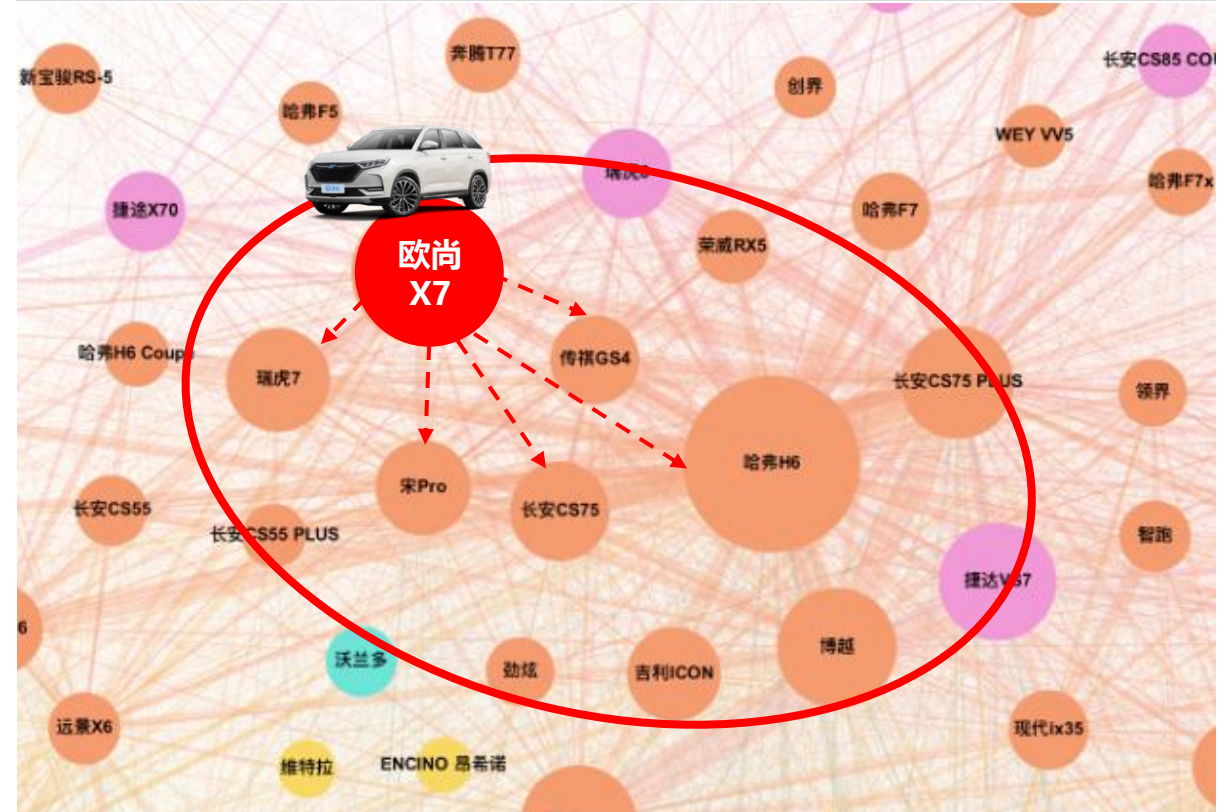 奔腾T77
长安CS85 COU
新宝骏RS-5
创界
哈弗F5
WEY VV5
瑞虎8
哈弗F7x
捷途X70
哈弗F7
荣威RX5
欧尚
X7
哈弗H6 Coupe
传祺GS4
瑞虎7
长安CS75 PLUS
领界
哈弗H6
宋Pro
长安CS75
长安CS55
长安CS55 PLUS
智跑
捷达VS7
6
沃兰多
劲炫
吉利ICON
博越
远景X6
现代ix35
维特拉
ENCINO 昂希诺